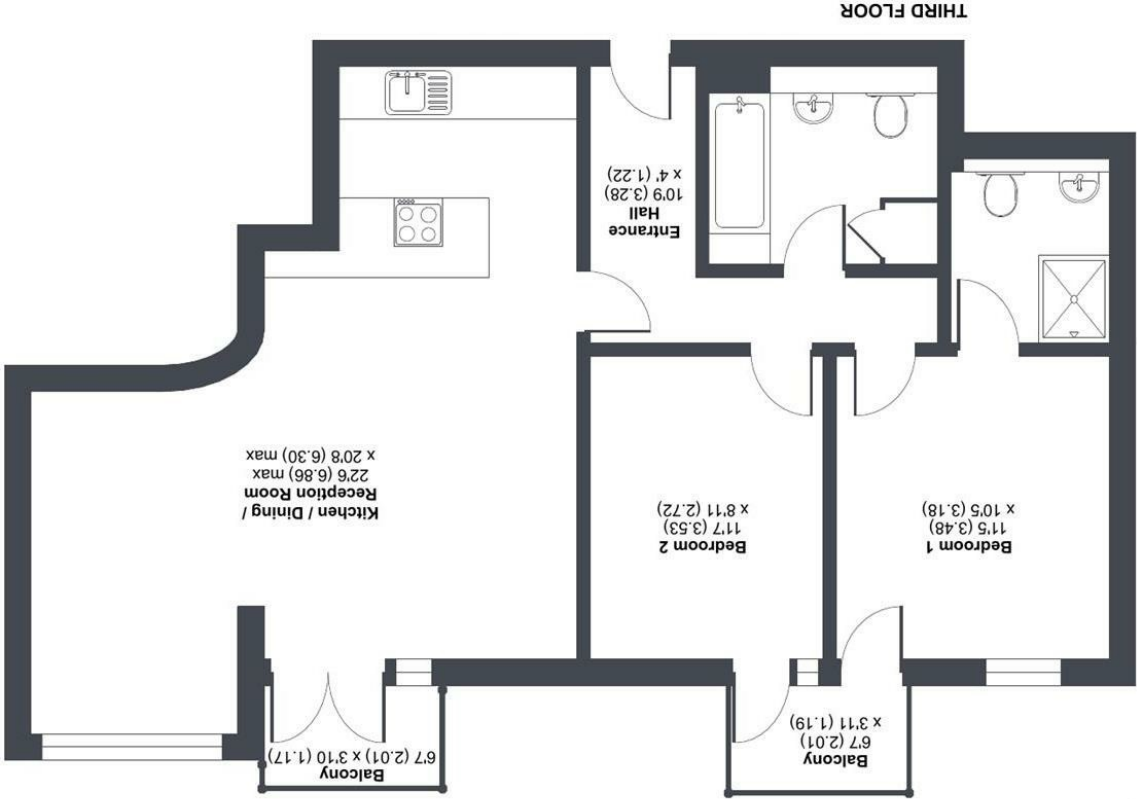 Balcony
6'7 (2.01)
x 3'11 (1.19)
Balcony
6'7 (2.01) x 3'10 (1.17)
Bedroom 1
11'5 (3.48)
x 10'5 (3.18)
Bedroom 2
11'7 (3.53)
x 8'11 (2.72)
Kitchen / Dining /
Reception Room
22'6 (6.86) max
x 20'8 (6.30) max
Entrance
Hall
10'9 (3.28)
x 4' (1.22)
THIRD FLOOR